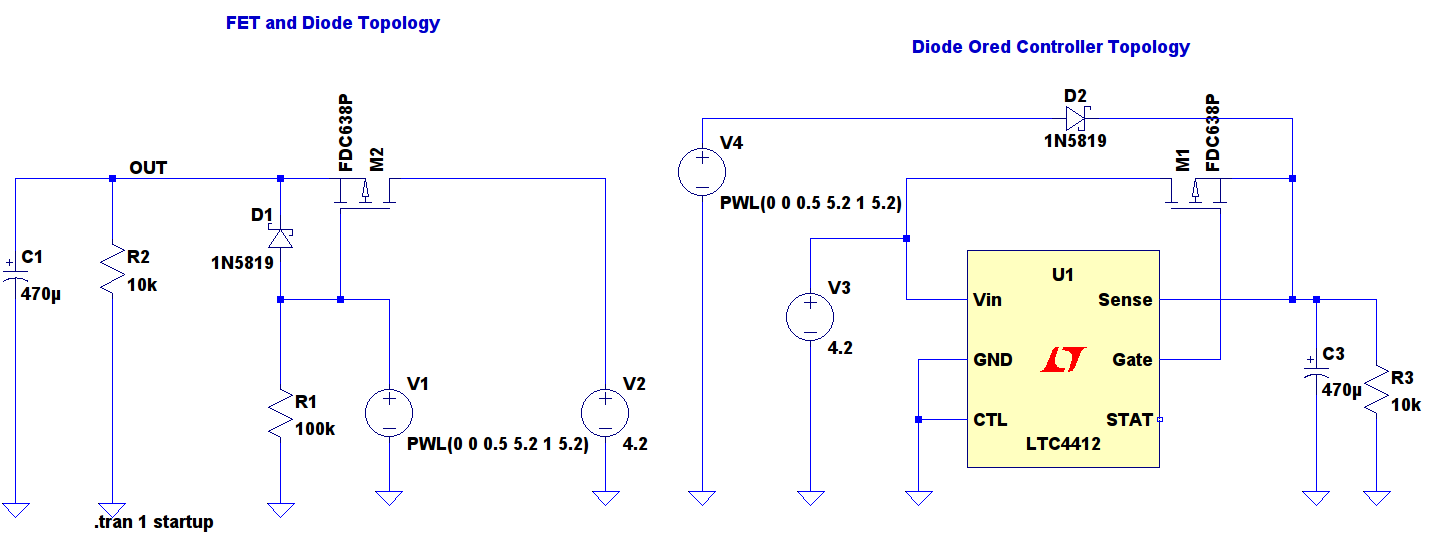 FET and Diode Topology
Diode Ored Controller Topology
FDC638P
M2
OUT
D1
1N5819
C1
470µ
R2
10k
R1
100k
V1
PWL(0 0 0.5 5.2 1 5.2)
V2
4.2
.tran 1 startup
D2
1N5819
V4
PWL(0 0 0.5 5.2 1 5.2)
M1
FDC638P
V3
4.2
U1
Vin
Sense
GND
Gate
CTL
STAT
LTC4412
C3
470µ
R3
10k